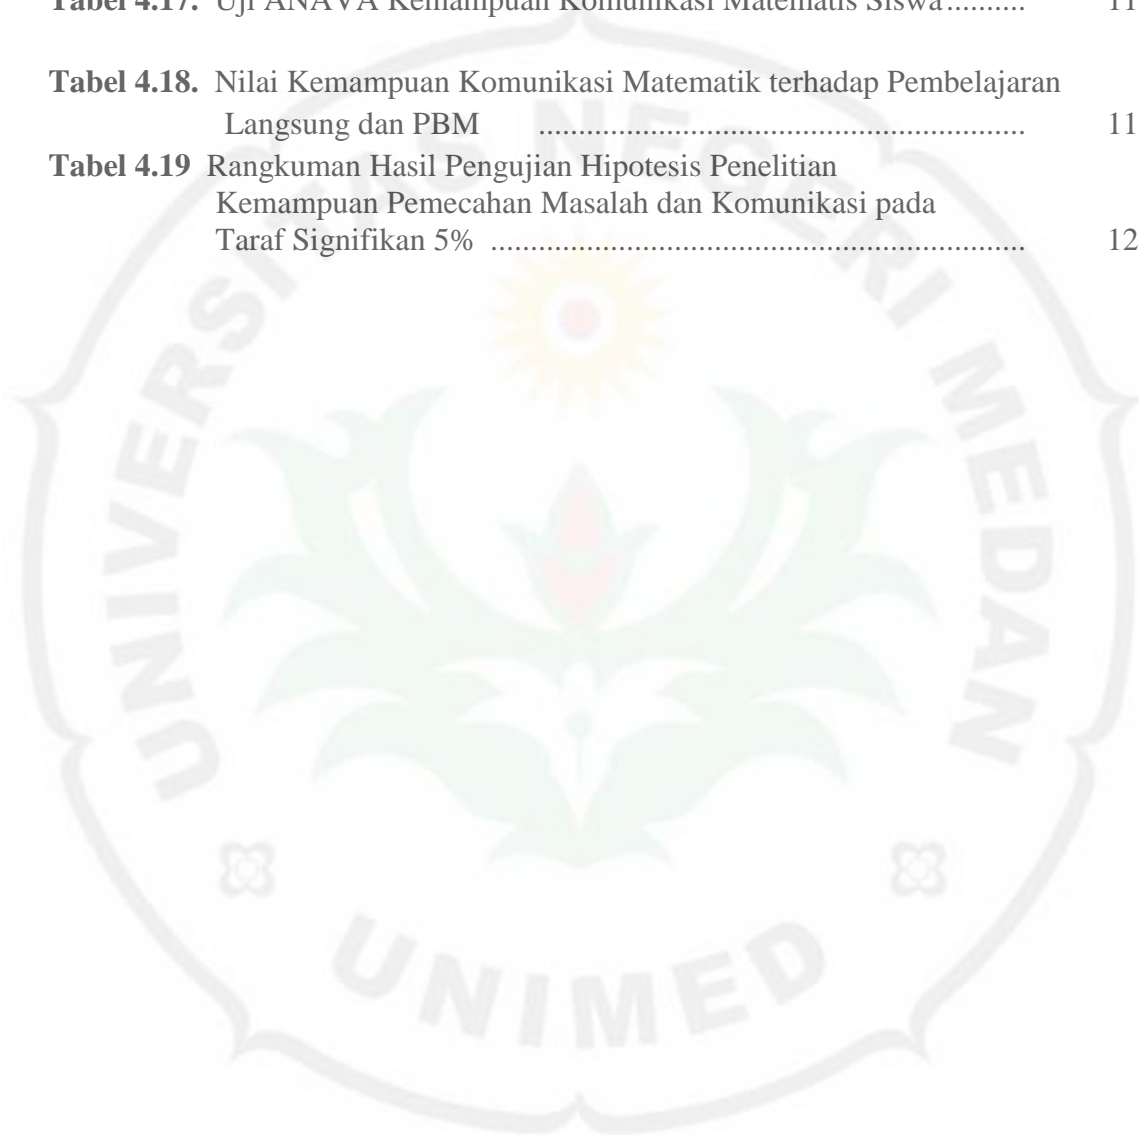 Tabel 4.17. Uji ANAVA Kemampuan Komunikasi Matematis Siswa.......... 11
Tabel 4.18. Nilai Kemampuan Komunikasi Matematik terhadap Pembelajaran
Langsung dan PBM ............................................................. 11
Tabel 4.19 Rangkuman Hasil Pengujian Hipotesis Penelitian
Kemampuan Pemecahan Masalah dan Komunikasi pada
Taraf Signifikan 5% ................................................................... 12
UNIVERSITAS NEGERI MEDAN
UNIMED